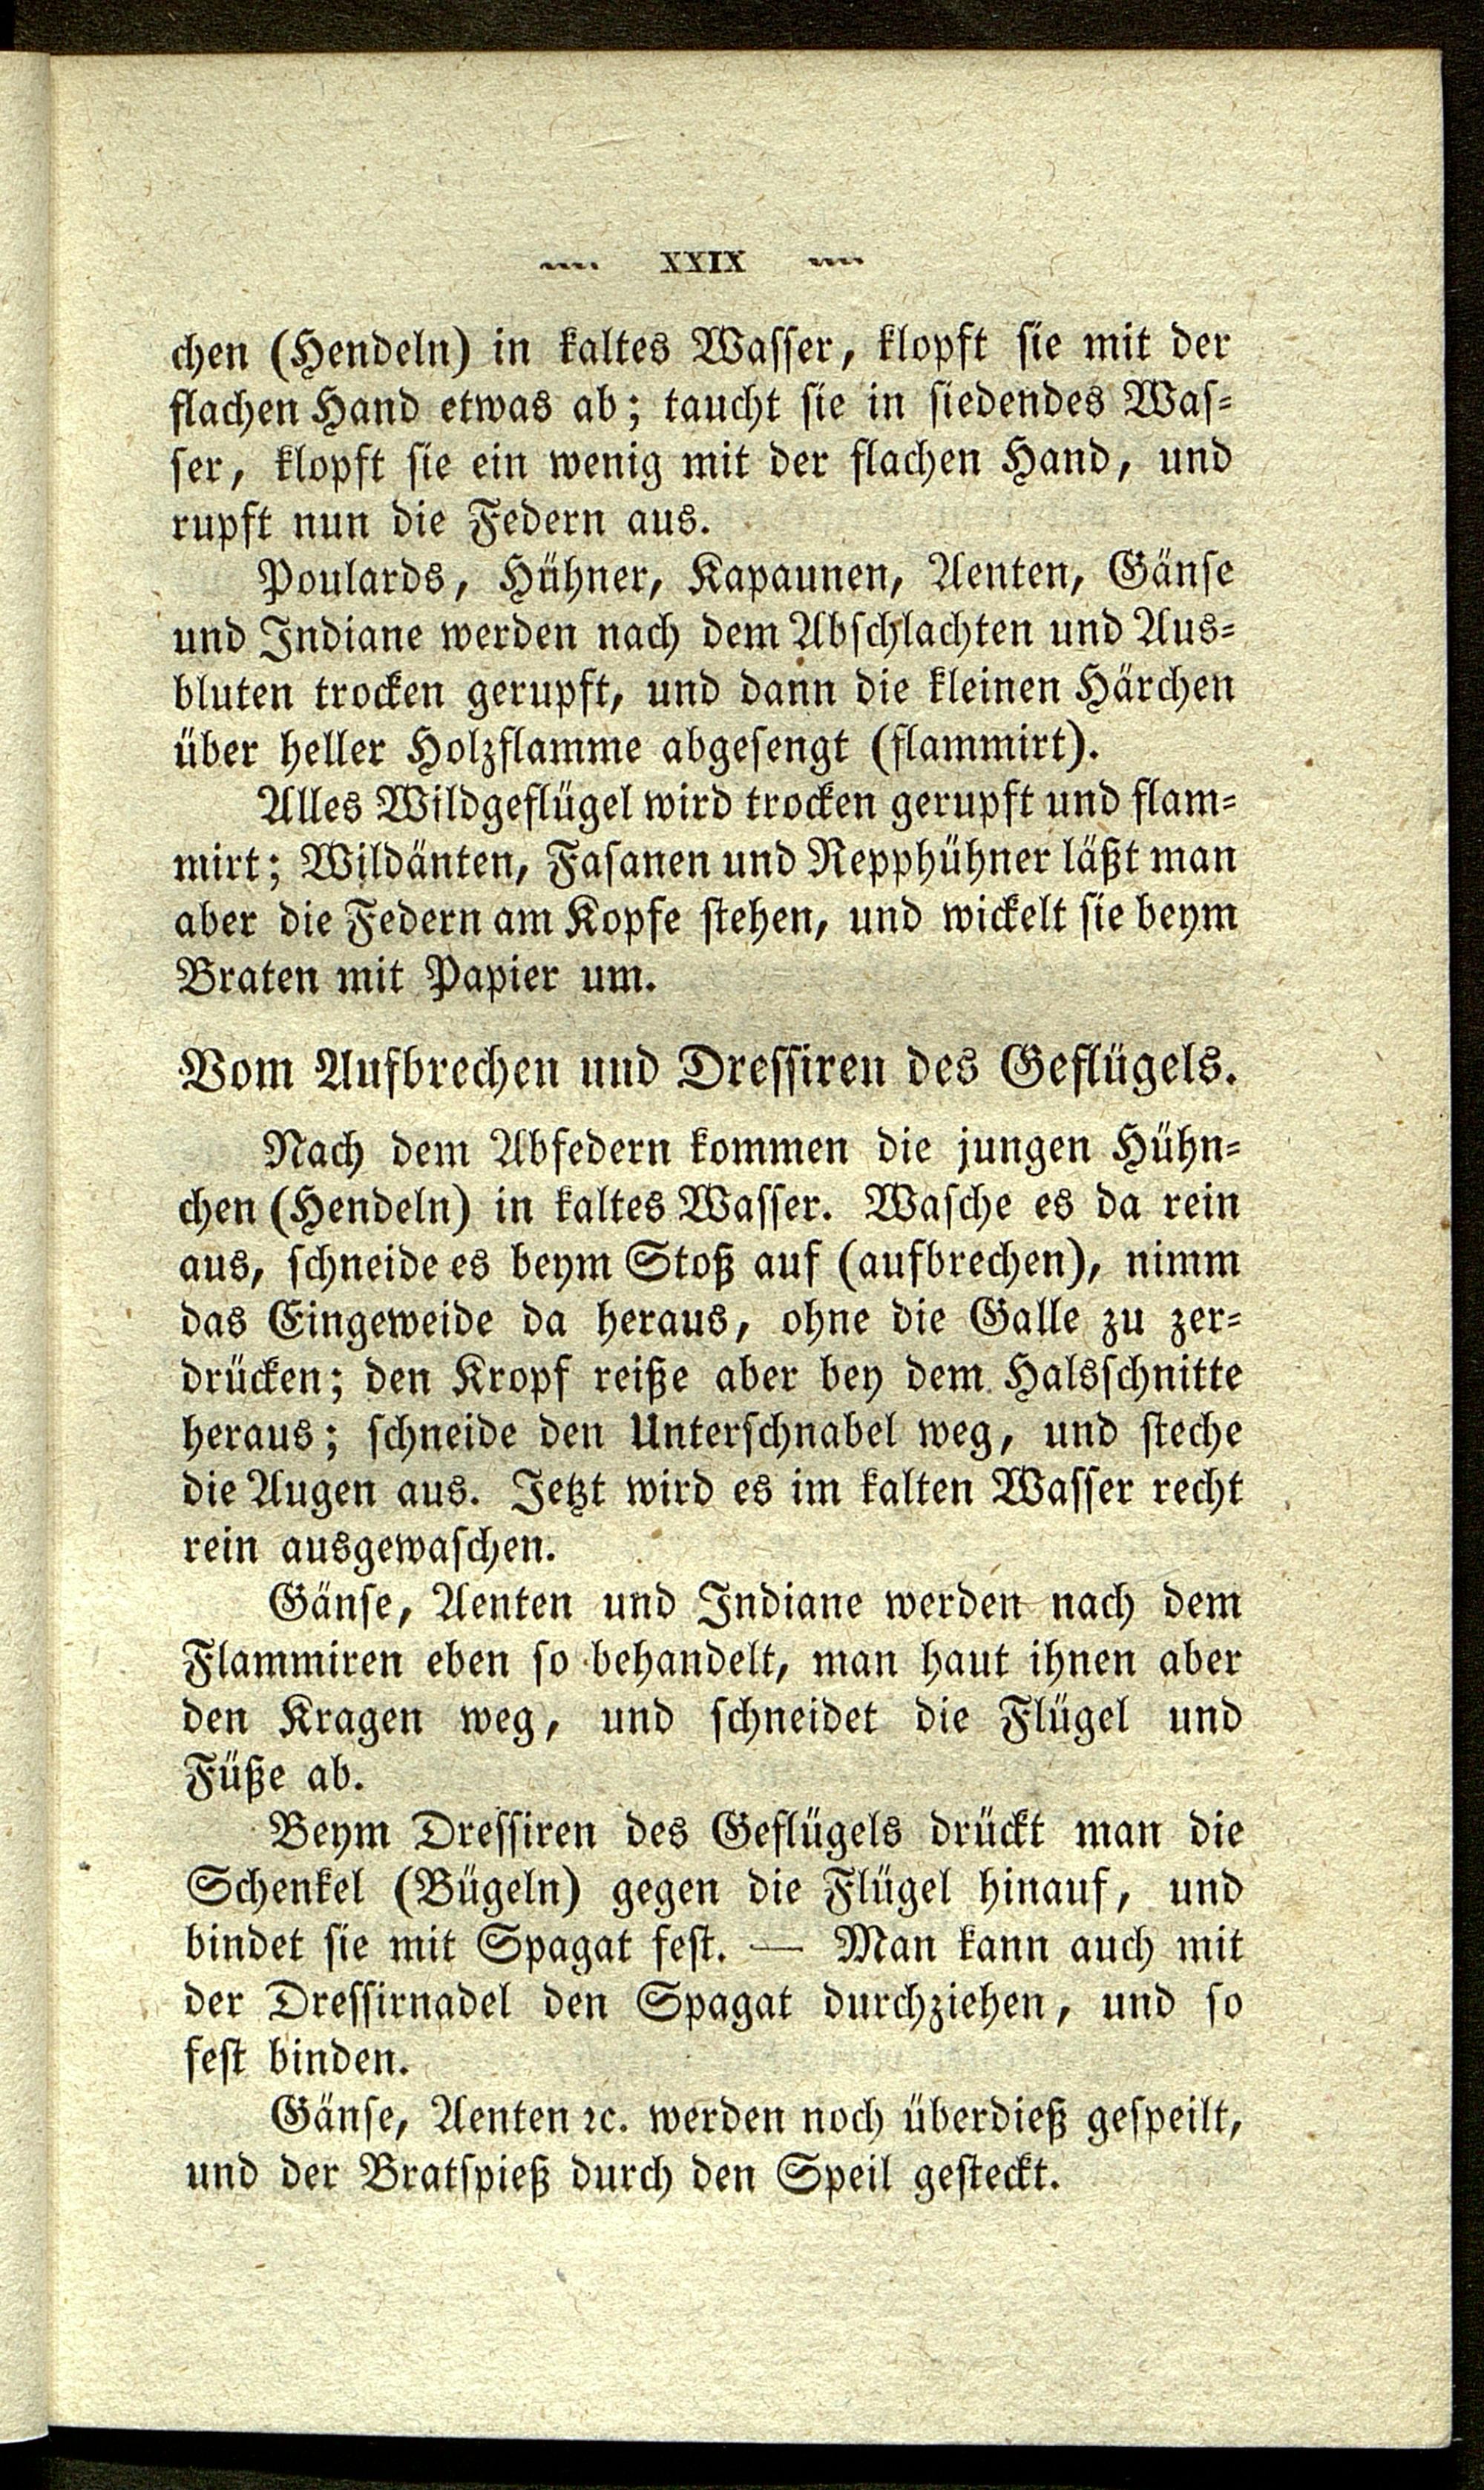 XXIX
chen (Hendeln) in kaltes Wasser, klopft sie mit der
flachen Hand etwas ab; taucht sie in siedendes Was-
ser, klopft sie ein wenig mit der flachen Hand, und
rupft nun die Federn aus.
Poulards, Hühner, Kapaunen, Aenten, Gänse
und Indiane werden nach dem Abschlachten und Aus-
bluten trocken gerupft, und dann die kleinen Härchen
über heller Holzflamme abgesengt (flammirt).
Alles Wildgeflügel wird trocken gerupft und flam-
mirt; Wildänten, Fasanen und Repphühner läßt man
aber die Federn am Kopfe stehen, und wickelt sie beym
Braten mit Papier um.
Vom Aufbrechen und Dressiren des Geflügels.
Nach dem Abfedern kommen die jungen Hühn-
chen (Hendeln) in kaltes Wasser. Wasche es da rein
aus, schneide es beym Stoß auf (aufbrechen), nimm
das Eingeweide da heraus, ohne die Galle zu zer-
drücken; den Kropf reiße aber bey dem Halsschnitte
heraus; schneide den Unterschnabel weg, und steche
die Augen aus. Jetzt wird es im kalten Wasser recht
rein ausgewaschen.
Gänse, Aenten und Indiane werden nach dem
Flammiren eben so behandelt, man haut ihnen aber
den Kragen weg, und schneidet die Flügel und
Füße ab.
Beym Dressiren des Geflügels drückt man die
Schenkel (Bügeln) gegen die Flügel hinauf, und
bindet sie mit Spagat fest. — Man kann auch mit
der Dressirnadel den Spagat durchziehen, und so
fest binden.
Gänse, Aenten ꝛc. werden noch überdieß gespeilt,
und der Bratspieß durch den Speil gesteckt.